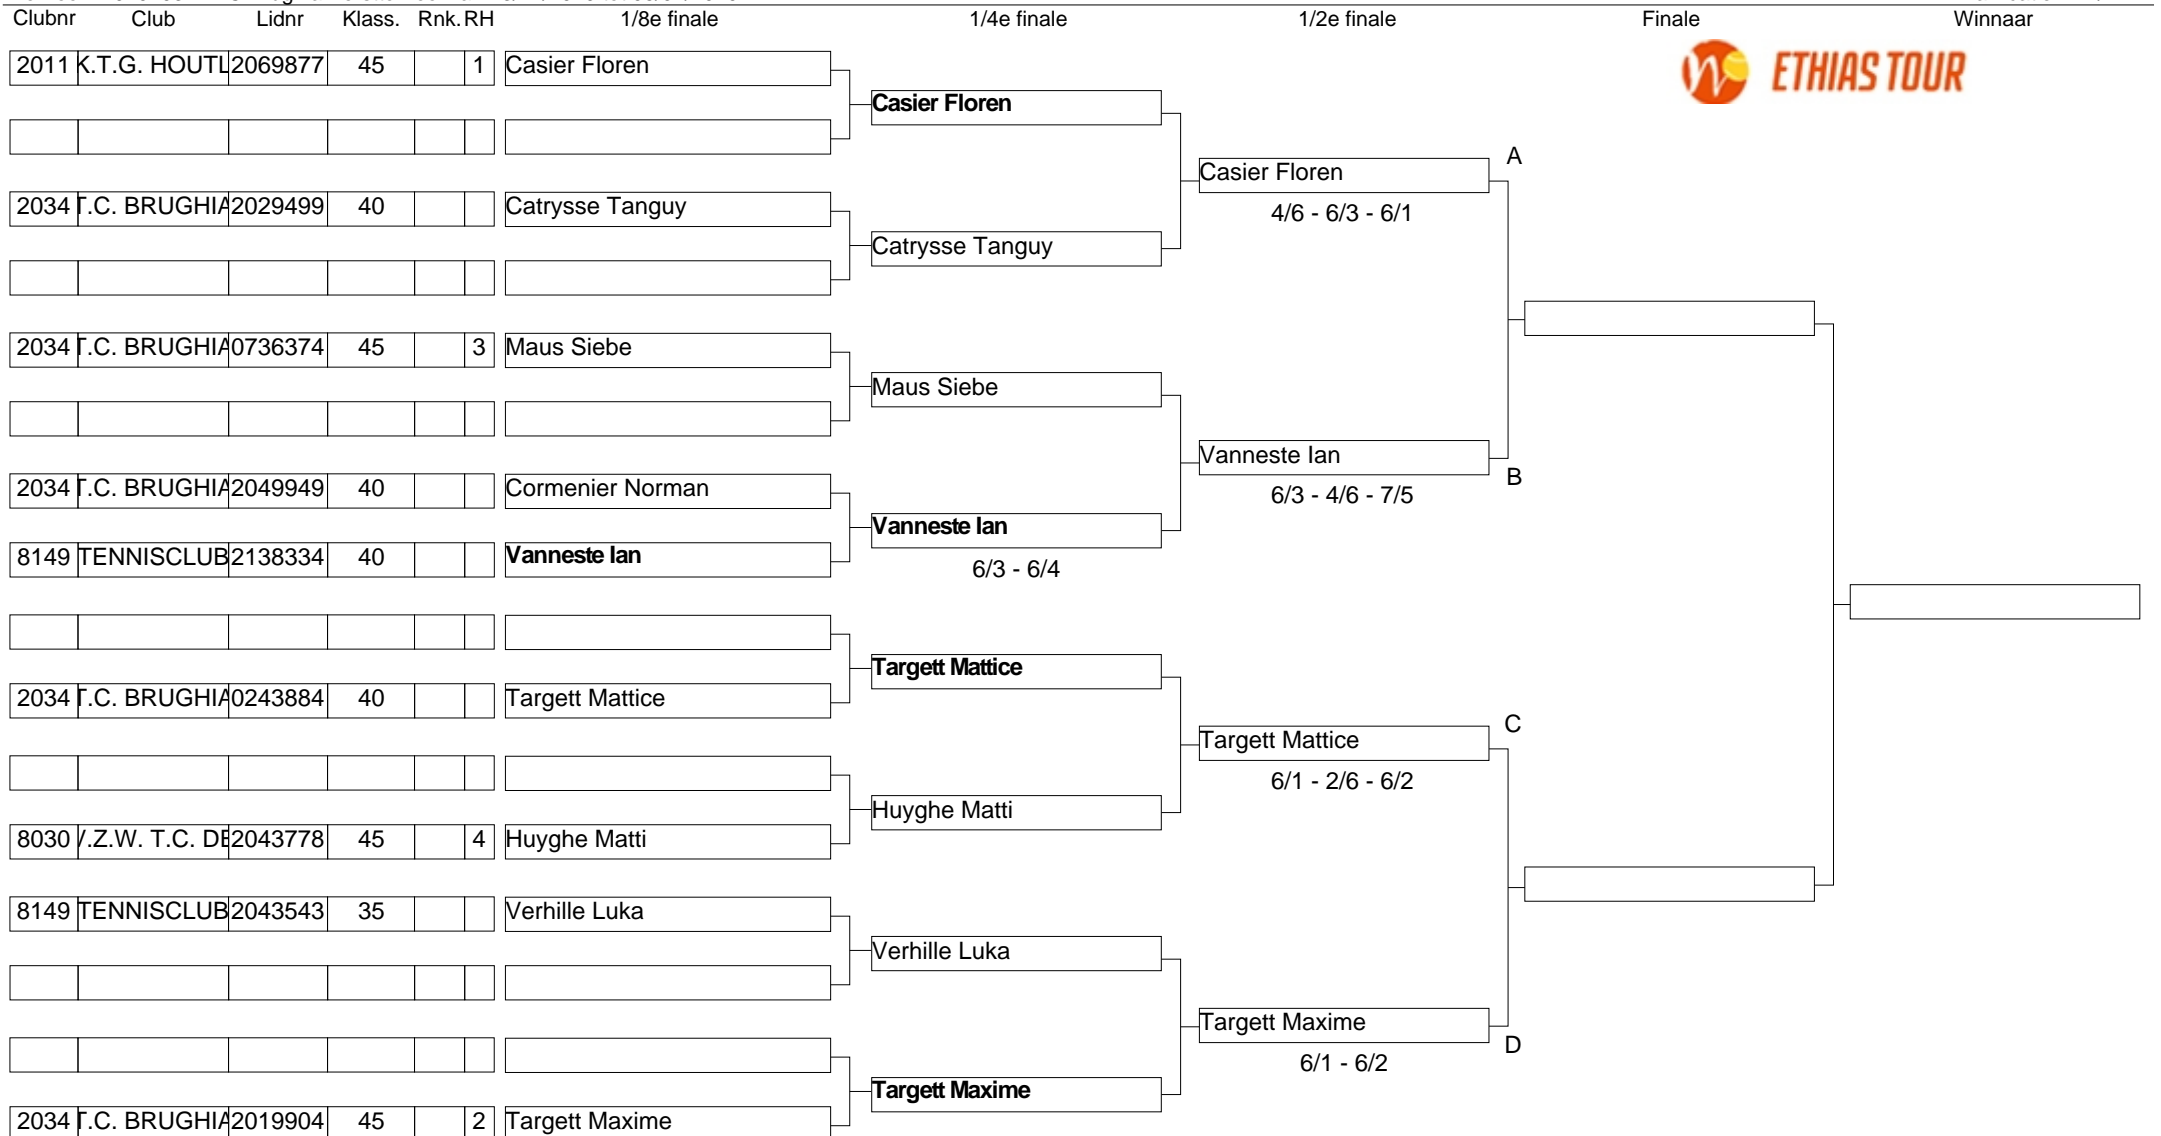 Clubnr Club Lidnr Klass. Rnk. RH 1/8e finale 1/4e finale 1/2e finale Finale Winnaar
ETHIAS TOUR
2011 K.T.G. HOUTL 2069877 45 1 Casier Floren
Casier Floren
A
Casier Floren
2034 T.C. BRUGHIA 2029499 40 Catrysse Tanguy
4/6 - 6/3 - 6/1
Catrysse Tanguy
2034 T.C. BRUGHIA 0736374 45 3 Maus Siebe
Maus Siebe
Vanneste Ian
B
2034 T.C. BRUGHIA 2049949 40 Cormenier Norman
6/3 - 4/6 - 7/5
Vanneste Ian
8149 TENNISCLUB 2138334 40 Vanneste Ian
6/3 - 6/4
Targett Mattice
2034 T.C. BRUGHIA 0243884 40 Targett Mattice
C
Targett Mattice
6/1 - 2/6 - 6/2
Huyghe Matti
8030 V.Z.W. T.C. DE 2043778 45 4 Huyghe Matti
8149 TENNISCLUB 2043543 35 Verhille Luka
Verhille Luka
Targett Maxime
D
6/1 - 6/2
Targett Maxime
2034 T.C. BRUGHIA 2019904 45 2 Targett Maxime